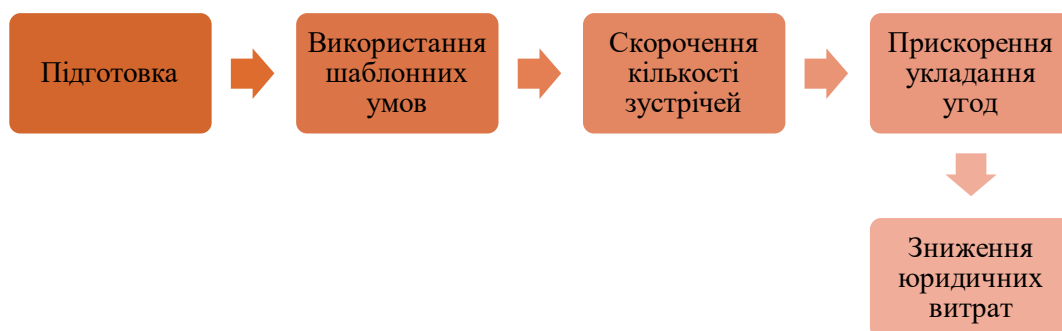 Підготовка
Використання
шаблонних
умов
Скорочення
кількості
зустрічей
Прискорення
укладання
угод
Зниження
юридичних
витрат